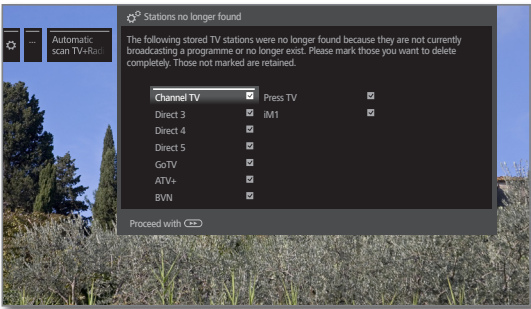 Stations no longer found
...
Automatic
scan TV+Radi
The following stored TV stations were no longer found because they are not currently
broadcasting a programme or no longer exist. Please mark those you want to delete
completely. Those not marked are retained.
Channel TV
Press TV
Direct 3
iM1
Direct 4
Direct 5
GoTV
ATV+
BVN
Proceed with